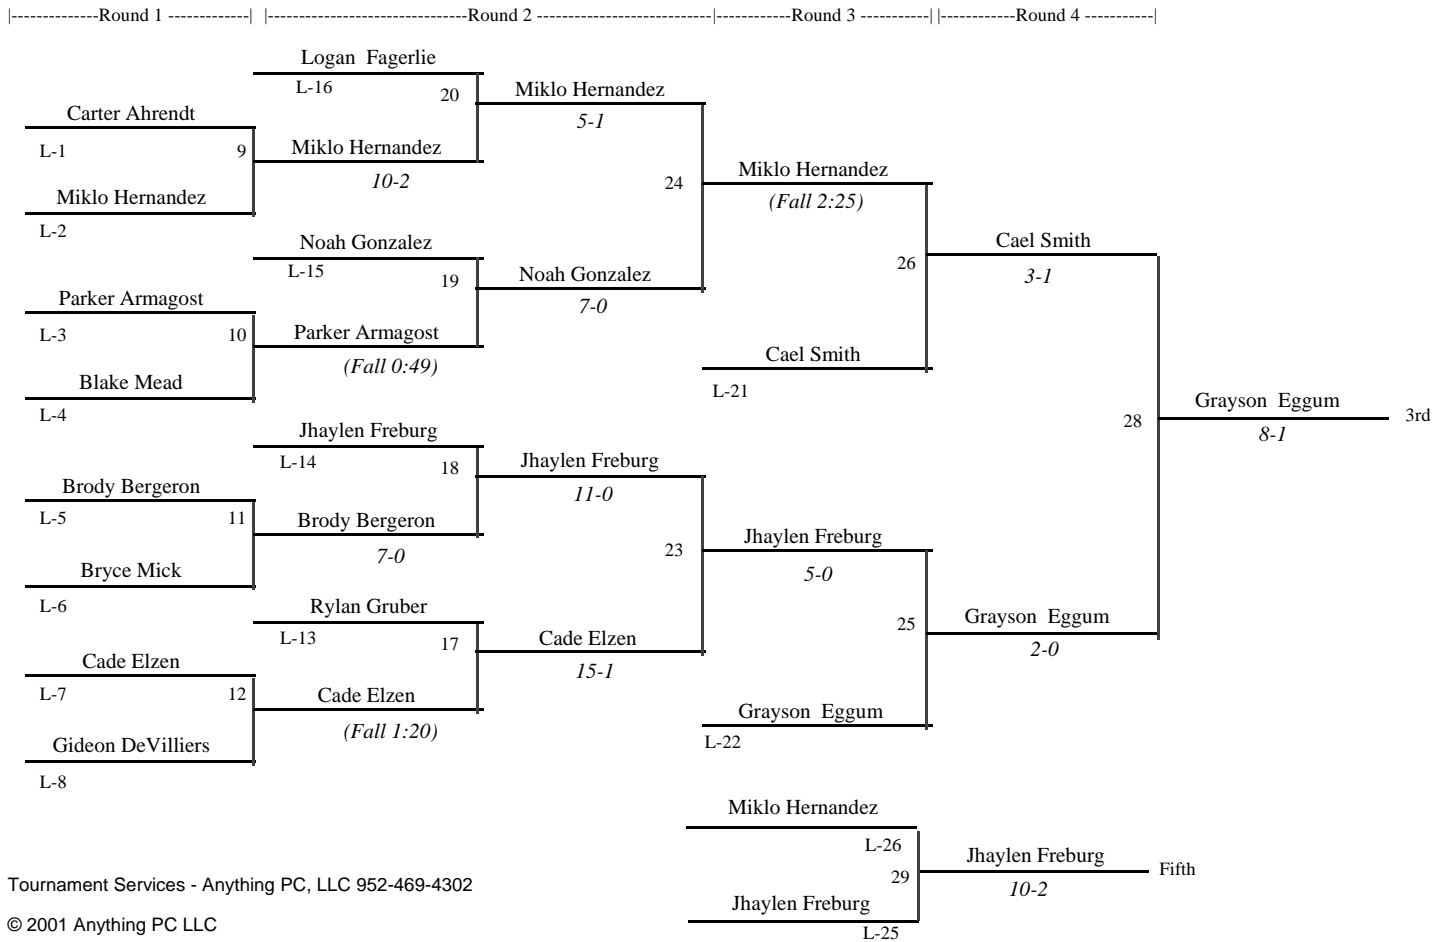 |--------------Round 1 -------------| |--------------------------------Round 2 ----------------------------|------------Round 3 -----------| |------------Round 4 -----------|
Logan  Fagerlie
L-16
20
Miklo Hernandez
5-1
Carter Ahrendt
L-1
9
Miklo Hernandez
10-2
Miklo Hernandez
L-2
24
Miklo Hernandez
(Fall 2:25)
Noah Gonzalez
L-15
19
Noah Gonzalez
7-0
26
Cael Smith
3-1
Parker Armagost
L-3
10
Parker Armagost
(Fall 0:49)
Blake Mead
L-4
Cael Smith
L-21
28
Grayson  Eggum
8-1
3rd
Jhaylen Freburg
L-14
18
Jhaylen Freburg
11-0
Brody Bergeron
L-5
11
Brody Bergeron
7-0
Bryce Mick
L-6
23
Jhaylen Freburg
5-0
Rylan Gruber
L-13
17
Cade Elzen
15-1
25
Grayson  Eggum
2-0
Cade Elzen
L-7
12
Cade Elzen
(Fall 1:20)
Gideon DeVilliers
L-8
Grayson  Eggum
L-22
Miklo Hernandez
L-26
29
Jhaylen Freburg
10-2
Fifth
Jhaylen Freburg
L-25
Tournament Services - Anything PC, LLC 952-469-4302
© 2001 Anything PC LLC